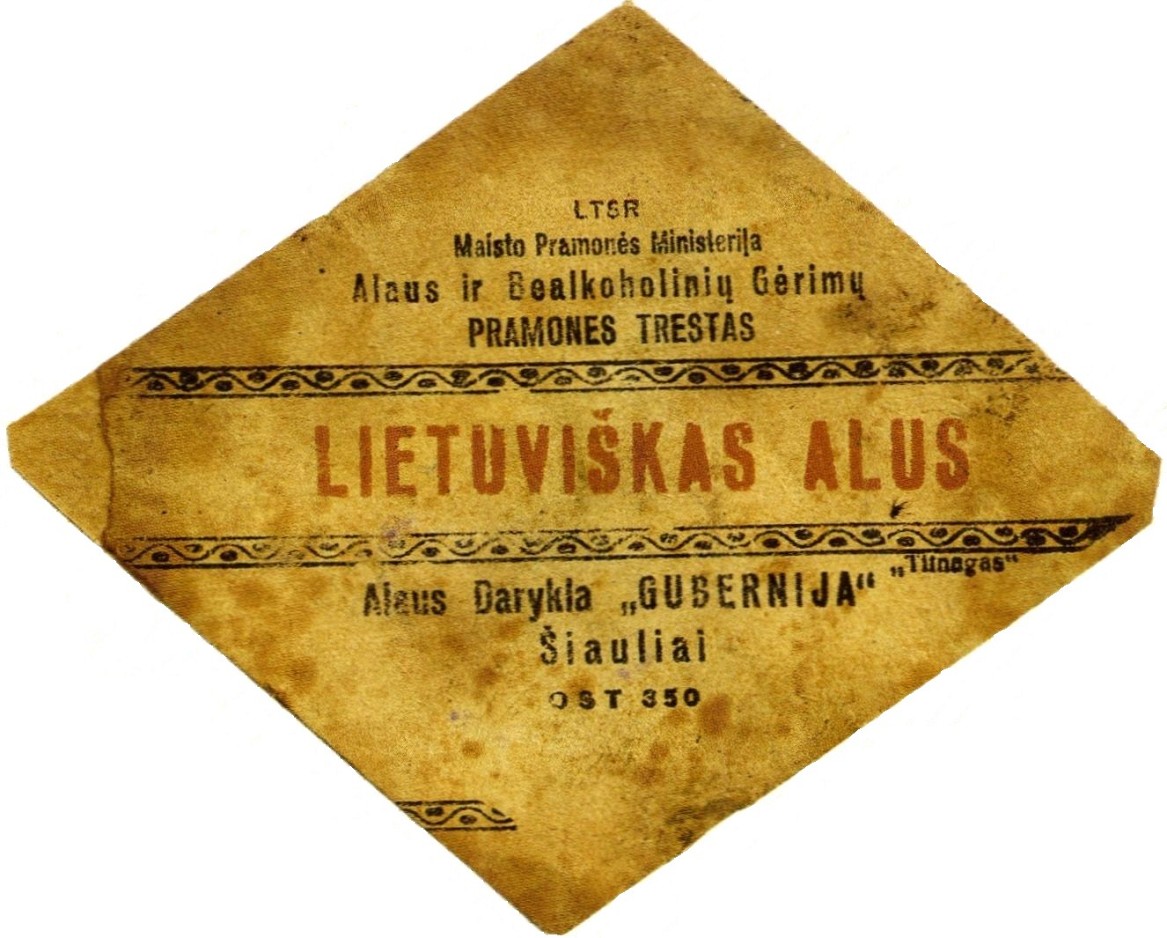 LTSR
Maisto Pramonės Ministerija
Alaus ir Bealkoholinių Gėrimų
PRAMONES TRESTAS
LIETUVIŠKAS ALUS
„Titnagas“
Alaus Darykla „GUBERNIJA“
Šiauliai
OST 350